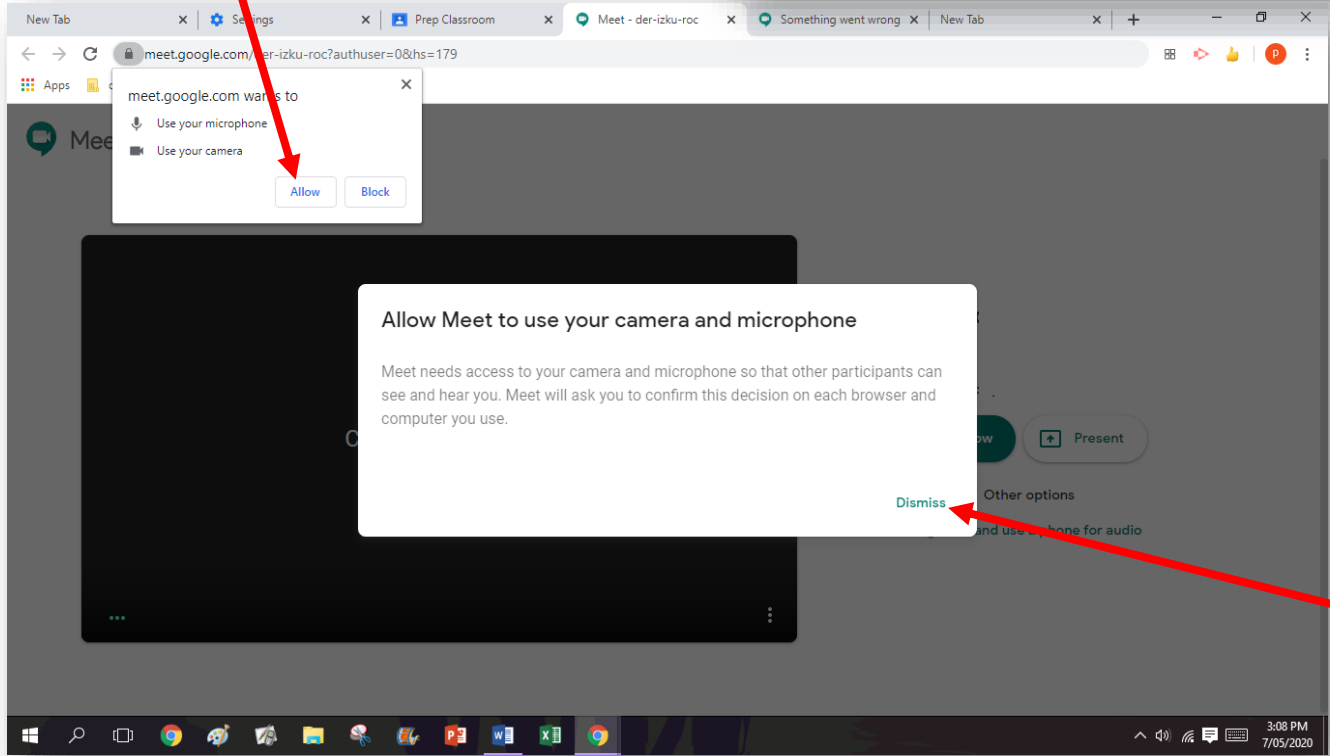 New Tab
Settings
Prep Classroom
Meet - der-izku-roc
Something went wrong
New Tab
meet.google.com/der-izku-roc?authuser=0&hs=179
P
Apps
meet.google.com wants to
Use your microphone
Use your camera
Allow
Block
Mee
Allow Meet to use your camera and microphone
Meet needs access to your camera and microphone so that other participants can
see and hear you. Meet will ask you to confirm this decision on each browser and
computer you use.
Dismiss
C
ow
Present
Other options
and use a phone for audio
3:08 PM
7/05/2020